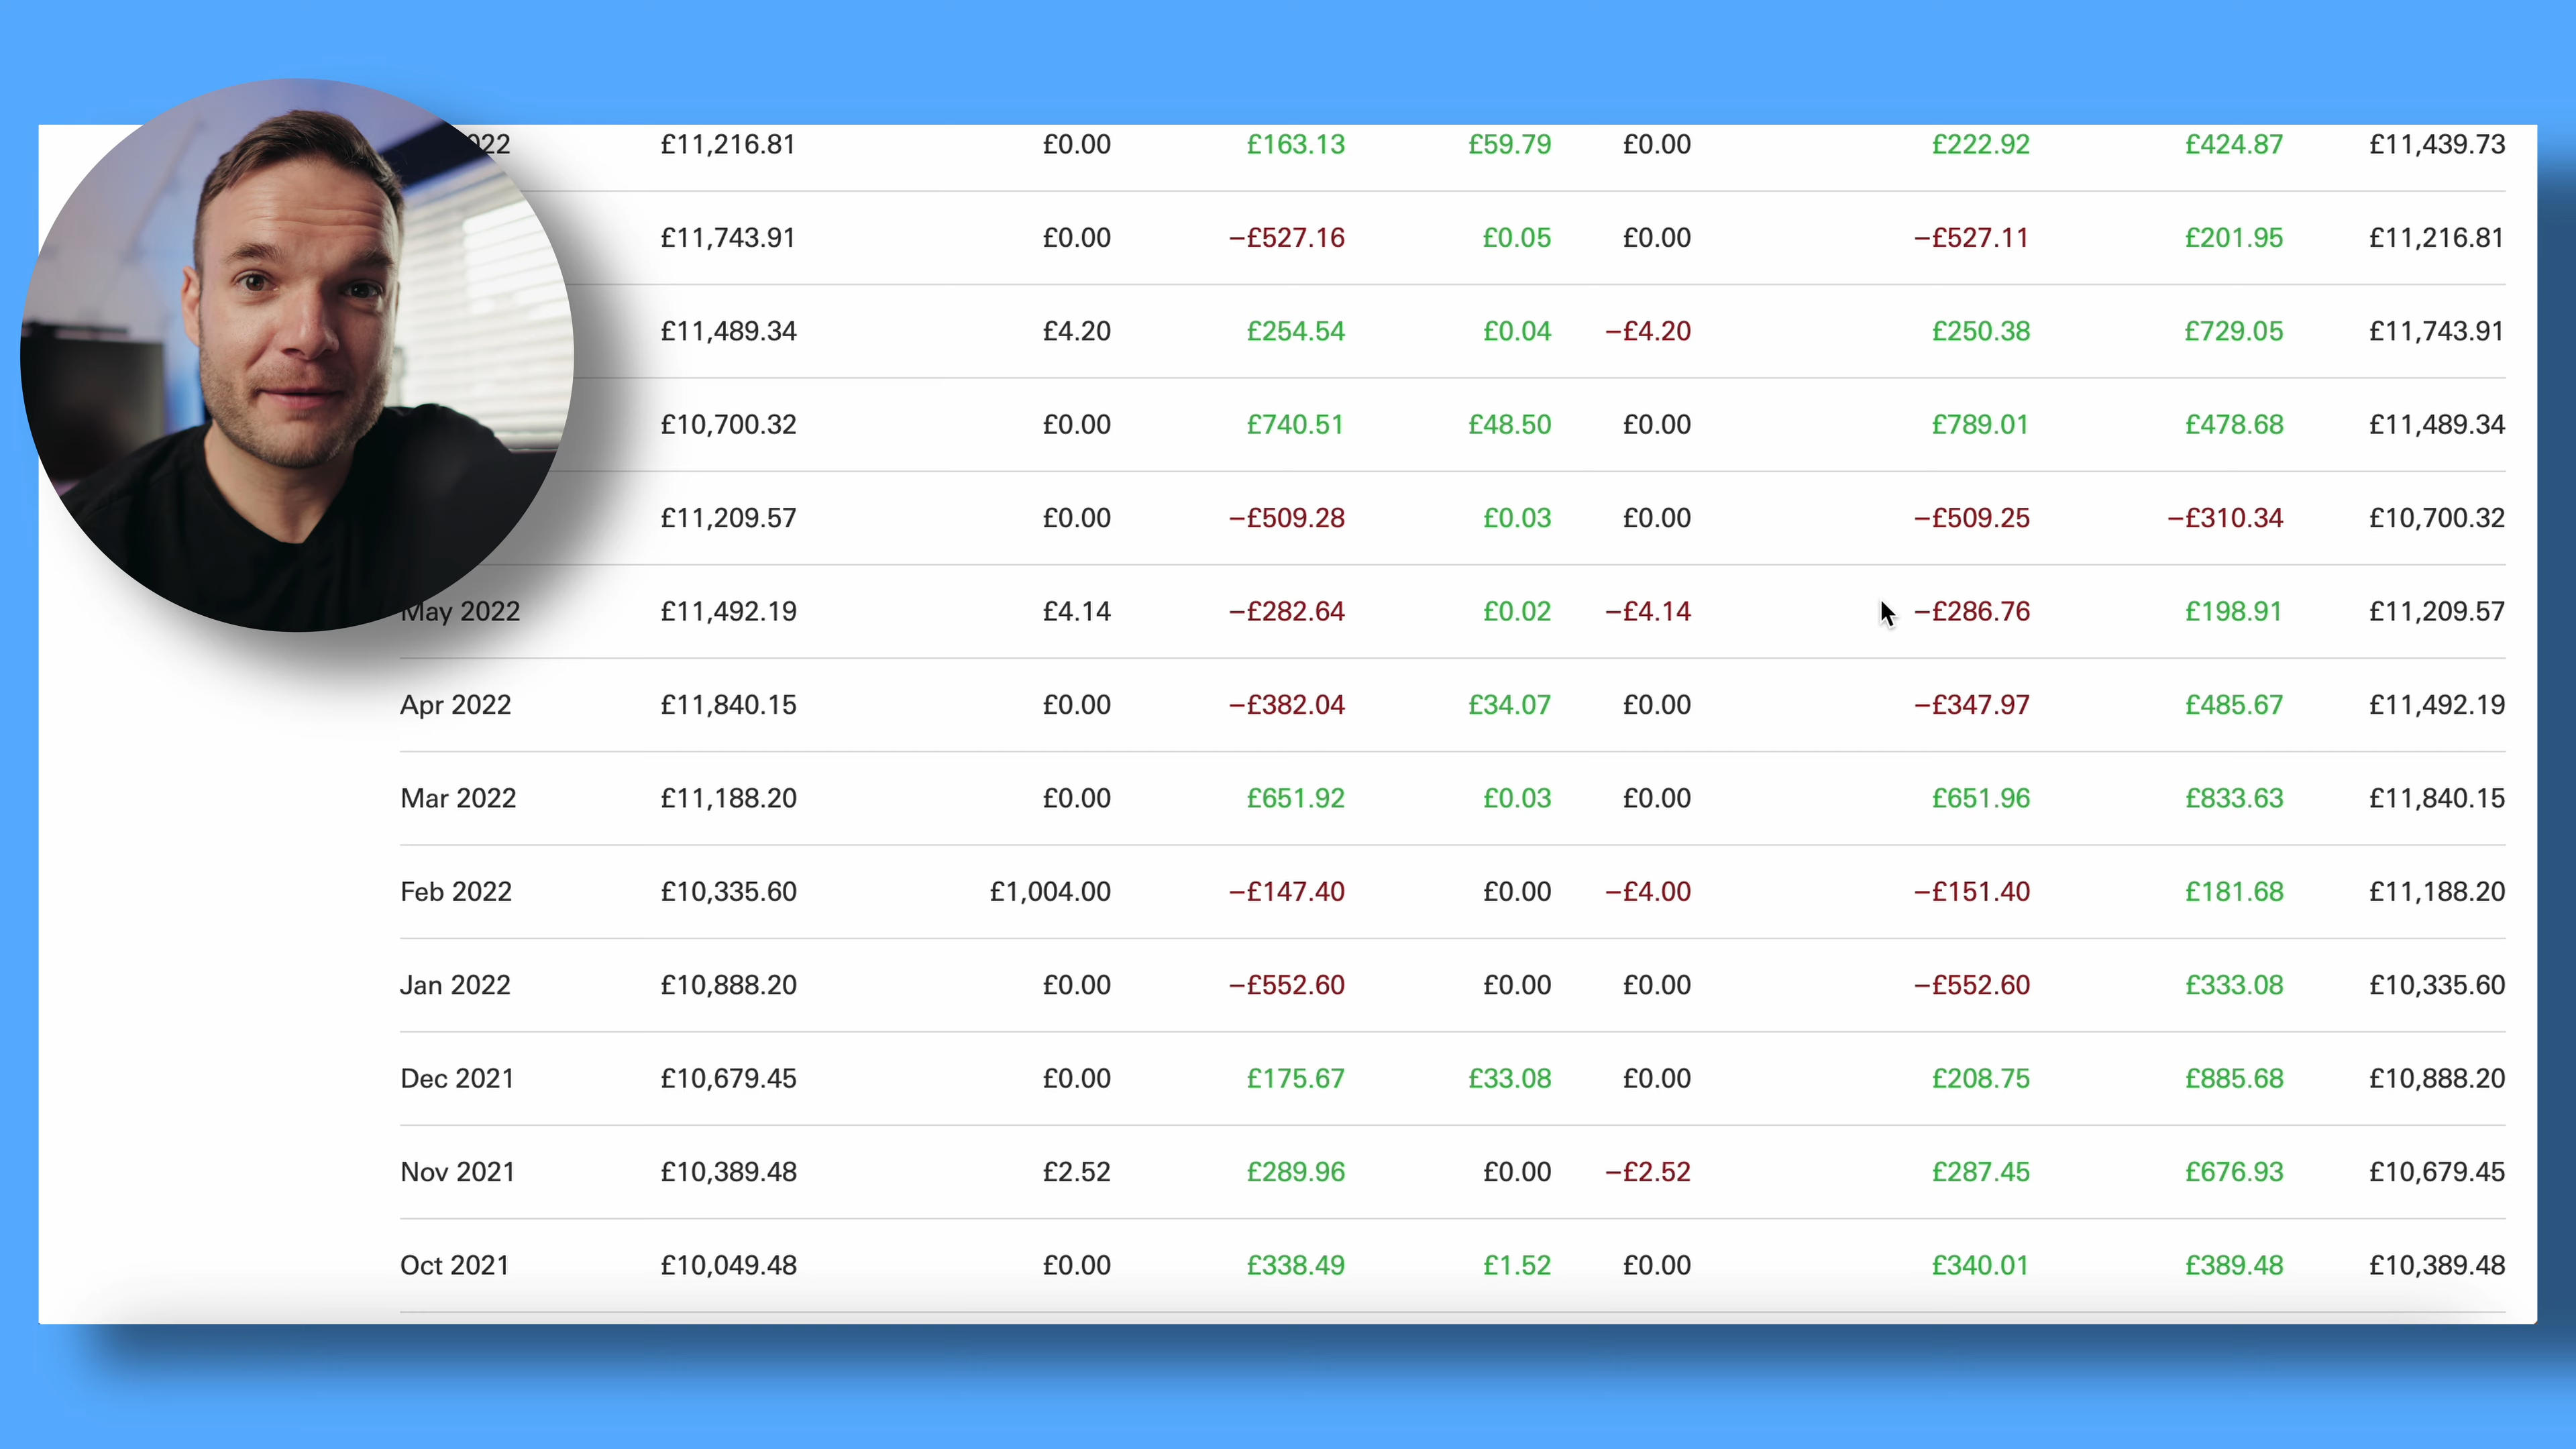 022 £11,216.81 £0.00 £163.13 £59.79 £0.00 £222.92 £424.87 £11,439.73
£11,743.91 £0.00 −£527.16 £0.05 £0.00 −£527.11 £201.95 £11,216.81
£11,489.34 £4.20 £254.54 £0.04 −£4.20 £250.38 £729.05 £11,743.91
£10,700.32 £0.00 £740.51 £48.50 £0.00 £789.01 £478.68 £11,489.34
£11,209.57 £0.00 −£509.28 £0.03 £0.00 −£509.25 −£310.34 £10,700.32
May 2022 £11,492.19 £4.14 −£282.64 £0.02 −£4.14 −£286.76 £198.91 £11,209.57
Apr 2022 £11,840.15 £0.00 −£382.04 £34.07 £0.00 −£347.97 £485.67 £11,492.19
Mar 2022 £11,188.20 £0.00 £651.92 £0.03 £0.00 £651.96 £833.63 £11,840.15
Feb 2022 £10,335.60 £1,004.00 −£147.40 £0.00 −£4.00 −£151.40 £181.68 £11,188.20
Jan 2022 £10,888.20 £0.00 −£552.60 £0.00 £0.00 −£552.60 £333.08 £10,335.60
Dec 2021 £10,679.45 £0.00 £175.67 £33.08 £0.00 £208.75 £885.68 £10,888.20
Nov 2021 £10,389.48 £2.52 £289.96 £0.00 −£2.52 £287.45 £676.93 £10,679.45
Oct 2021 £10,049.48 £0.00 £338.49 £1.52 £0.00 £340.01 £389.48 £10,389.48